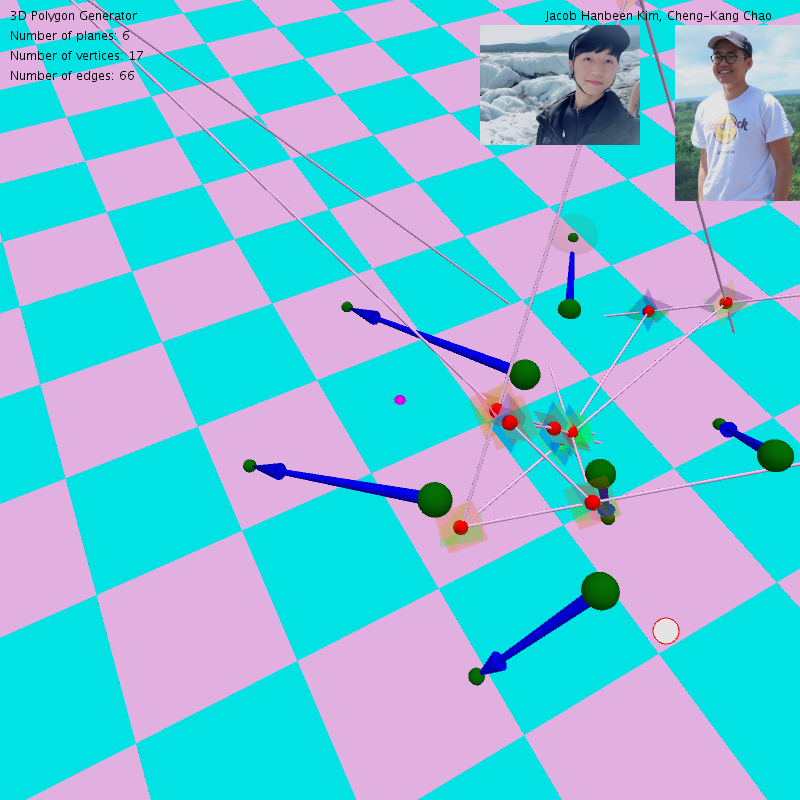 3D Polygon Generator
Jacob Hanbeen Kim, Cheng-Kang Chao
Number of planes: 6
Number of vertices: 17
Number of edges: 66